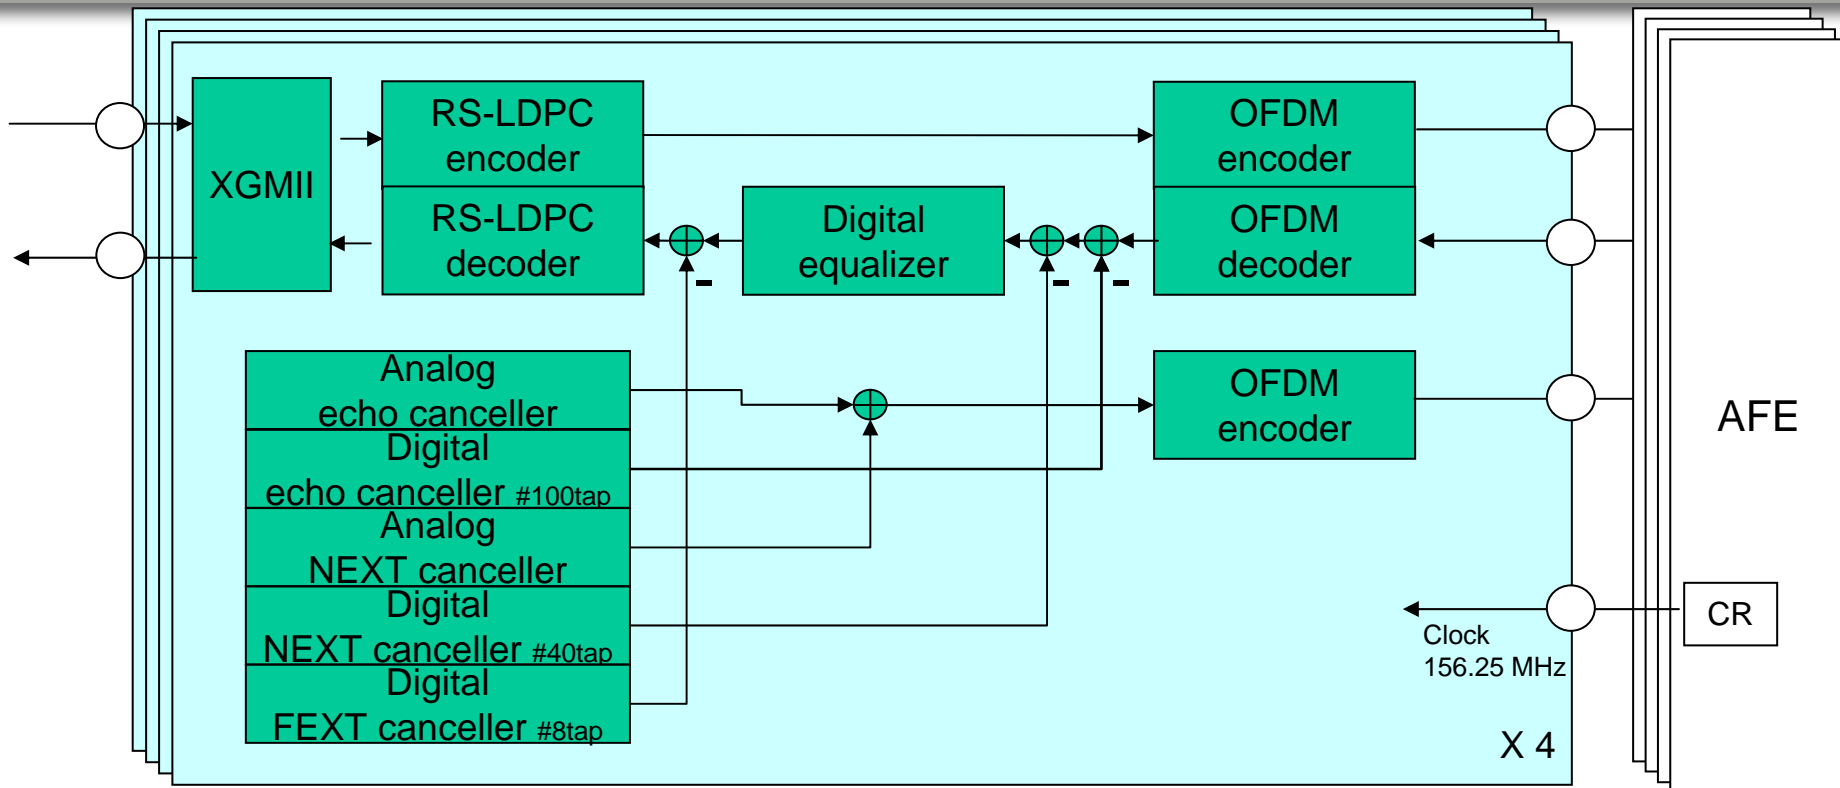 XGMII
RS-LDPC
encoder
RS-LDPC
decoder
Digital
equalizer
OFDM
encoder
OFDM
decoder
-
-
-
Analog
echo canceller
Digital
echo canceller #100tap
Analog
NEXT canceller
Digital
NEXT canceller #40tap
Digital
FEXT canceller #8tap
OFDM
encoder
Clock
156.25 MHz
X 4
AFE
CR